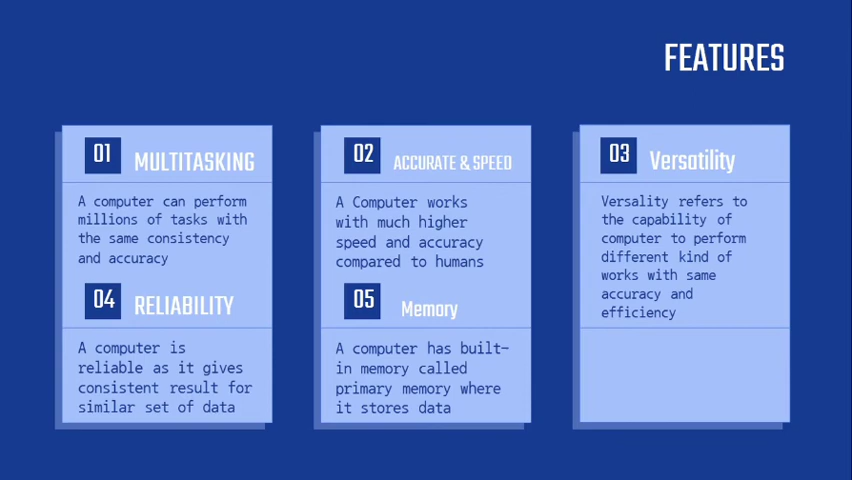 FEATURES
01
MULTITASKING
A computer can perform
millions of tasks with
the same consistency
and accuracy
02
ACCURATE & SPEED
A Computer works
with much higher
speed and accuracy
compared to humans
03
Versatility
Versality refers to
the capability of
computer to perform
different kind of
works with same
accuracy and
efficiency
04
RELIABILITY
A computer is
reliable as it gives
consistent result for
similar set of data
05
Memory
A computer has built-
in memory called
primary memory where
it stores data